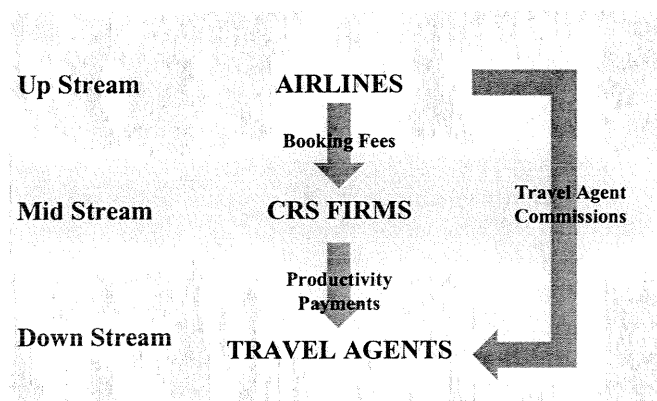 Up Stream
AIRLINES
Booking Fees
Mid Stream
CRS FIRMS
Travel Agent
Commissions
Productivity
Payments
Down Stream
TRAVEL AGENTS